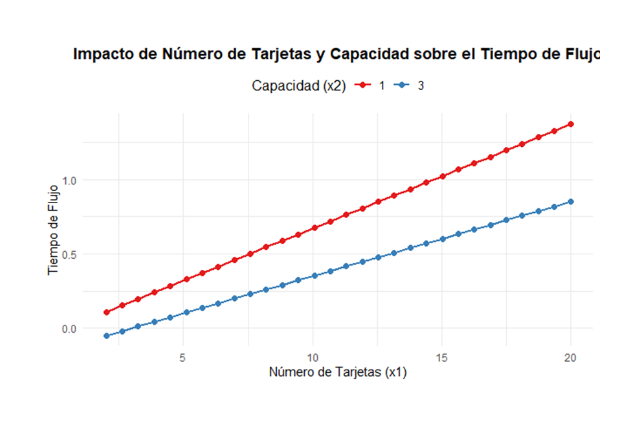 Impacto de Número de Tarjetas y Capacidad sobre el Tiempo de Flujo
Capacidad (x2) 1 3
Tiempo de Flujo
1.0
0.5
0.0
5 10 15 20
Número de Tarjetas (x1)